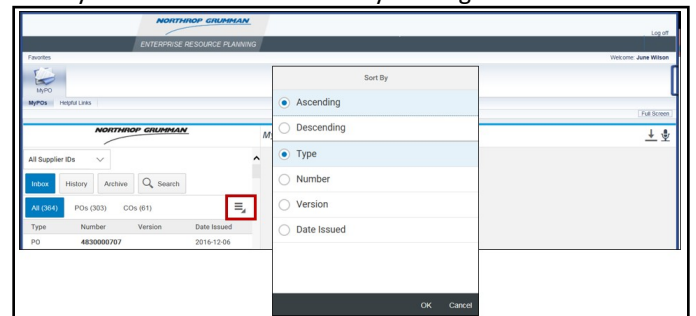 NORTHROP GRUMMAN
Log off
ENTERPRISE RESOURCE PLANNING
Favorites
Welcome: June Wilson
MyPO
MyPOs Helpful Links
Full Screen
NORTHROP GRUMMAN
All Supplier IDs
Inbox History Archive Search
All (364) POs (303) COs (61)
Type Number Version Date Issued
PO 4830000707 2016-12-06
Sort By
Ascending
Descending
Type
Number
Version
Date Issued
OK Cancel